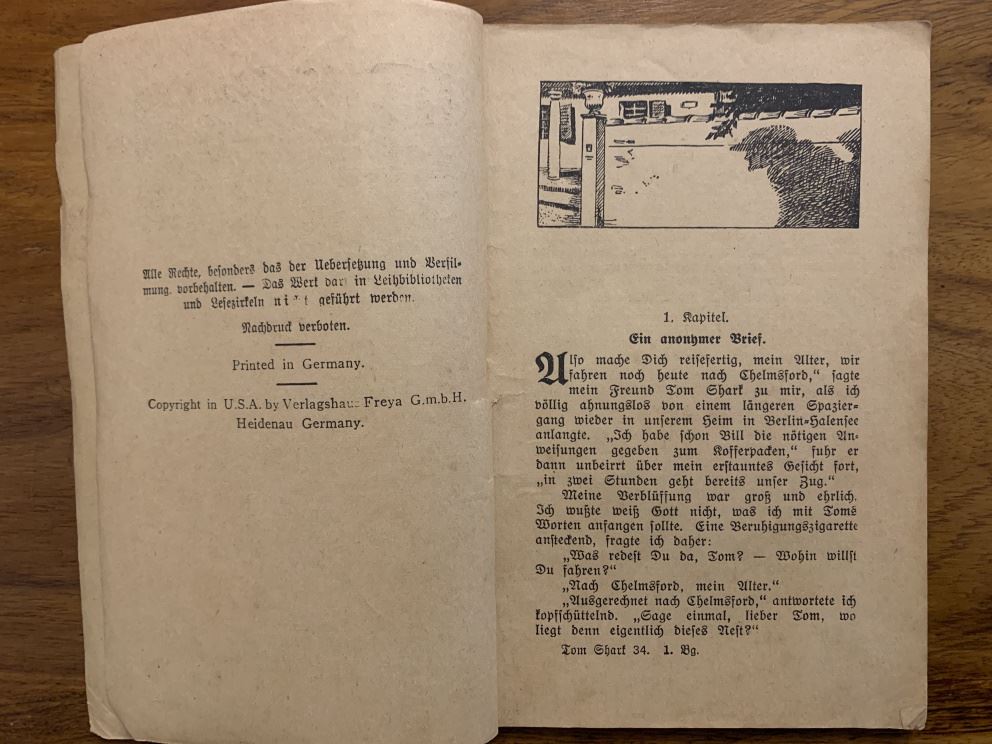 Alle Rechte, besonders das der Uebersetzung und Verfil-
mung, vorbehalten. — Das Werk darf in Leihbibliotheken
und Lesezirkeln nicht geführt werden.
Nachdruck verboten.
Printed in Germany.
Copyright in U.S.A. by Verlagshaus Freya G.m.b.H.
Heidenau Germany.
1. Kapitel.
Ein anonymer Brief.
Also mache Dich reisefertig, mein Alter, wir
fahren noch heute nach Chelmsford,“ sagte
mein Freund Tom Shark zu mir, als ich
völlig ahnungslos von einem längeren Spazier-
gang wieder in unserem Heim in Berlin-Halensee
anlangte. „Ich habe schon Bill die nötigen An-
weisungen gegeben zum Kofferpacken,“ fuhr er
dann unbeirrt über mein erstauntes Gesicht fort,
„in zwei Stunden geht bereits unser Zug.“
Meine Verblüffung war groß und ehrlich.
Ich wußte weiß Gott nicht, was ich mit Toms
Worten anfangen sollte. Eine Beruhigungszigarette
ansteckend, fragte ich daher:
„Was redest Du da, Tom? — Wohin willst
Du fahren?“
„Nach Chelmsford, mein Alter.“
„Ausgerechnet nach Chelmsford,“ antwortete ich
kopfschüttelnd. „Sage einmal, lieber Tom, wo
liegt denn eigentlich dieses Nest?“
Tom Shark 34. 1. Bg.